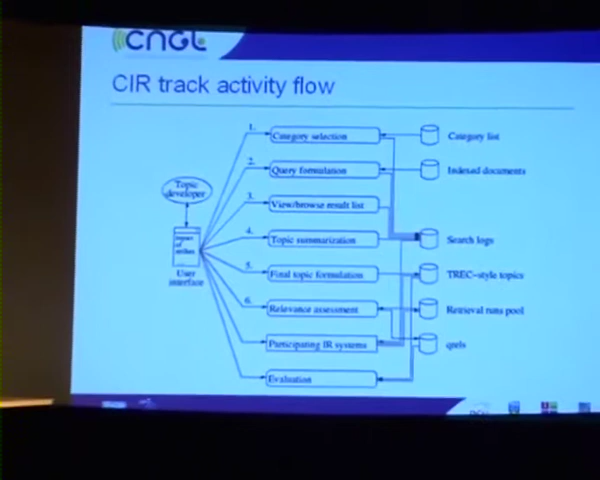 CNGL
CIR track activity flow
1. Category selection
Category list
2. Query formulation
Indexed documents
3. View/browse result list
Topic
developer
4. Topic summarization
Search logs
User
interface
5. Final topic formulation
TREC-style topics
6. Relevance assessment
Retrieval runs pool
Participating IR systems
qrels
Evaluation